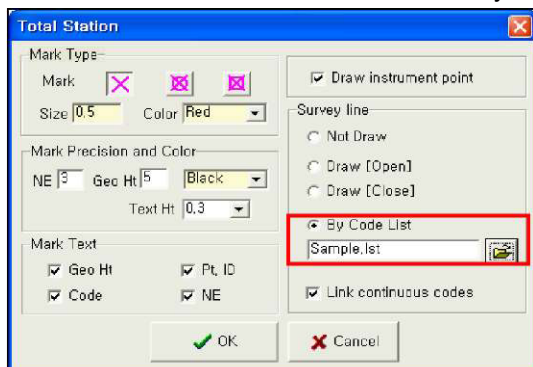 Total Station
Mark Type
Mark
Size 0.5 Color Red
Mark Precision and Color
NE 3 Geo Ht 5 Black
Text Ht 0.3
Mark Text
Geo Ht Pt. ID
Code NE
Draw instrument point
Survey line
Not Draw
Draw [Open]
Draw [Close]
By Code List
Sample.lst
Link continuous codes
OK Cancel